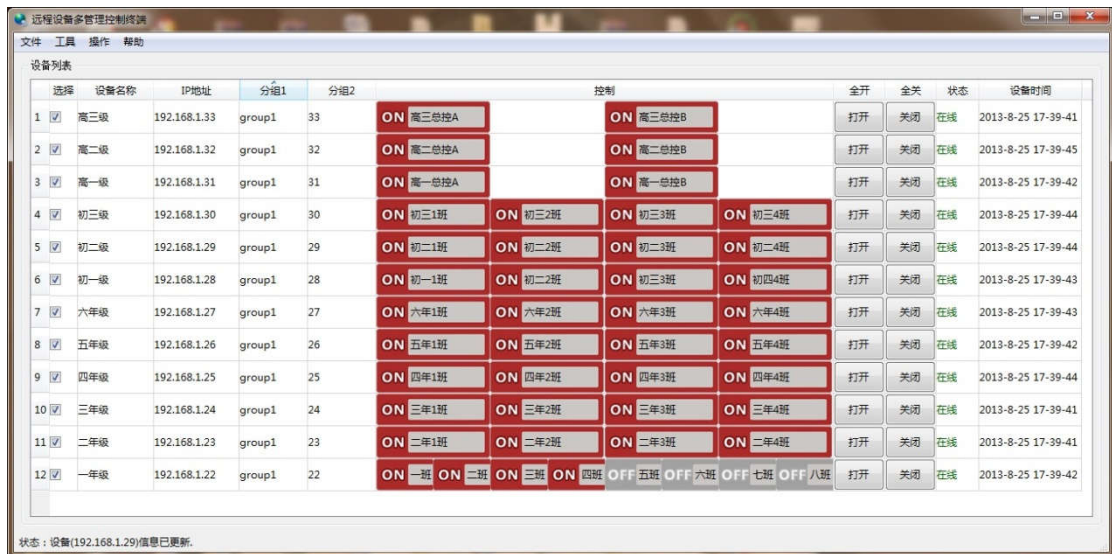 远程设备多管理控制终端
文件 工具 操作 帮助
设备列表
选择 设备名称 IP地址 分组1 分组2 控制 全开 全关 状态 设备时间
1 高三级 192.168.1.33 group1 33 ON 高三总控A ON 高三总控B 打开 关闭 在线 2013-8-25 17-39-41
2 高二级 192.168.1.32 group1 32 ON 高二总控A ON 高二总控B 打开 关闭 在线 2013-8-25 17-39-45
3 高一级 192.168.1.31 group1 31 ON 高一总控A ON 高一总控B 打开 关闭 在线 2013-8-25 17-39-42
4 初三级 192.168.1.30 group1 30 ON 初三1班 ON 初三2班 ON 初三3班 ON 初三4班 打开 关闭 在线 2013-8-25 17-39-44
5 初二级 192.168.1.29 group1 29 ON 初二1班 ON 初二2班 ON 初二3班 ON 初二4班 打开 关闭 在线 2013-8-25 17-39-44
6 初一级 192.168.1.28 group1 28 ON 初一1班 ON 初二2班 ON 初三3班 ON 初四4班 打开 关闭 在线 2013-8-25 17-39-43
7 六年级 192.168.1.27 group1 27 ON 六年1班 ON 六年2班 ON 六年3班 ON 六年4班 打开 关闭 在线 2013-8-25 17-39-43
8 五年级 192.168.1.26 group1 26 ON 五年1班 ON 五年2班 ON 五年3班 ON 五年4班 打开 关闭 在线 2013-8-25 17-39-42
9 四年级 192.168.1.25 group1 25 ON 四年1班 ON 四年2班 ON 四年3班 ON 四年4班 打开 关闭 在线 2013-8-25 17-39-44
10 三年级 192.168.1.24 group1 24 ON 三年1班 ON 三年2班 ON 三年3班 ON 三年4班 打开 关闭 在线 2013-8-25 17-39-41
11 二年级 192.168.1.23 group1 23 ON 二年1班 ON 二年2班 ON 二年3班 ON 二年4班 打开 关闭 在线 2013-8-25 17-39-41
12 一年级 192.168.1.22 group1 22 ON 一班 ON 二班 ON 三班 ON 四班 OFF 五班 OFF 六班 OFF 七班 OFF 八班 打开 关闭 在线 2013-8-25 17-39-42
状态：设备(192.168.1.29)信息已更新.